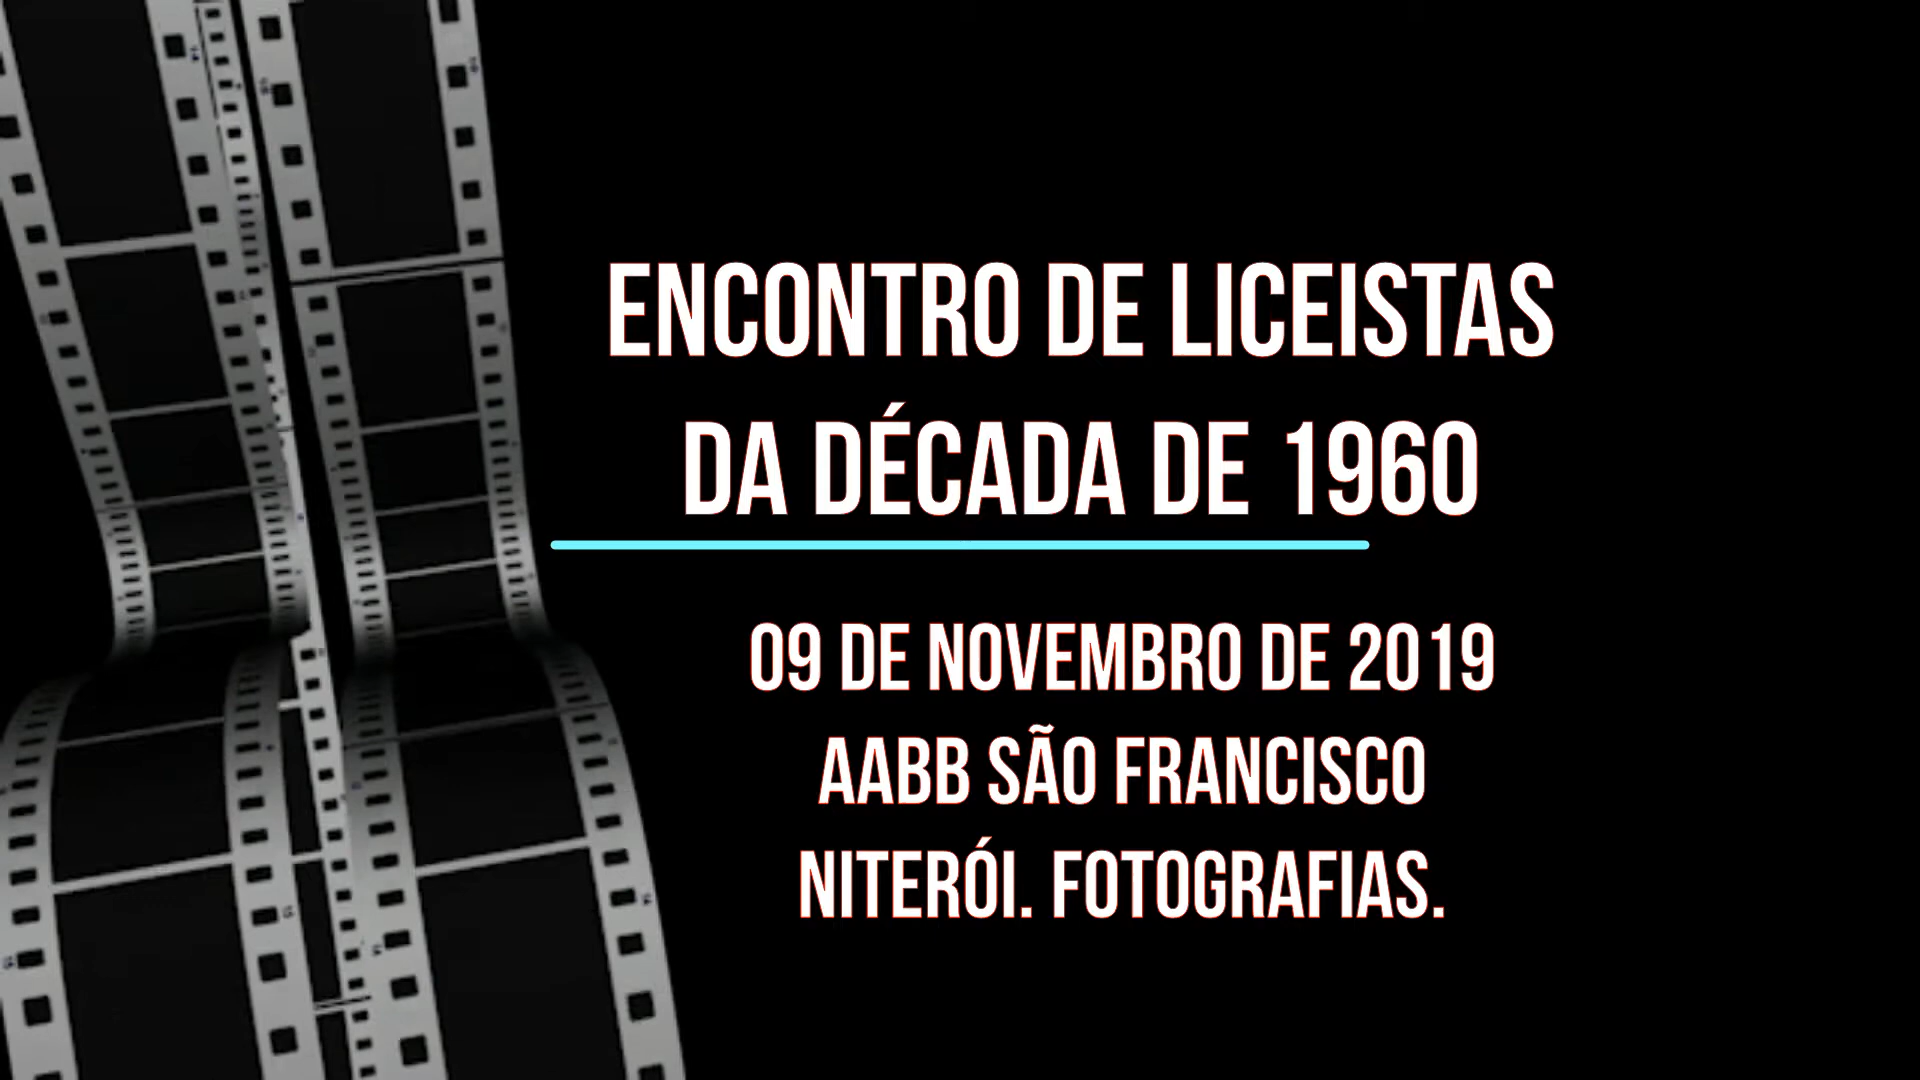 ENCONTRO DE LICEISTAS
DA DÉCADA DE 1960
09 DE NOVEMBRO DE 2019
AABB SÃO FRANCISCO
NITERÓI. FOTOGRAFIAS.